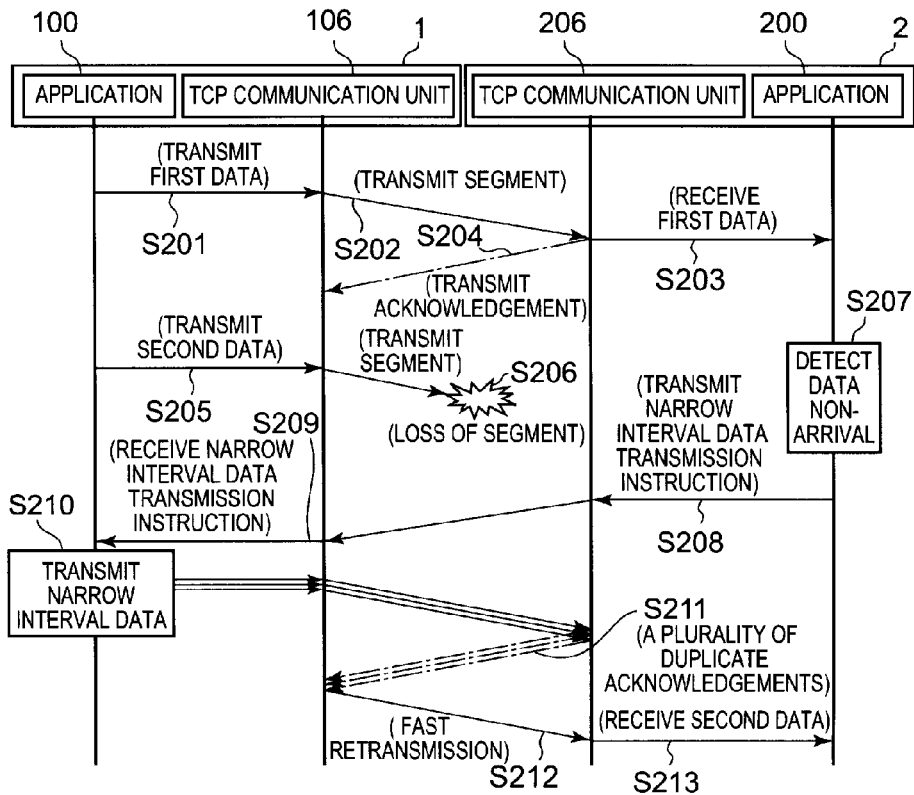 100
106
1
206
200
2
APPLICATION
TCP COMMUNICATION UNIT
TCP COMMUNICATION UNIT
APPLICATION
(TRANSMIT
FIRST DATA)
(TRANSMIT SEGMENT)
(RECEIVE
FIRST DATA)
S201
S202
S204
S203
(TRANSMIT
ACKNOWLEDGEMENT)
S207
(TRANSMIT
SECOND DATA)
(TRANSMIT
SEGMENT)
S206
DETECT
DATA
NON-
ARRIVAL
S205
S209
(LOSS OF SEGMENT)
(TRANSMIT
NARROW
INTERVAL DATA
TRANSMISSION
INSTRUCTION)
(RECEIVE NARROW
INTERVAL DATA
TRANSMISSION
INSTRUCTION)
S210
S208
TRANSMIT
NARROW
INTERVAL DATA
S211
(A PLURALITY OF
DUPLICATE
ACKNOWLEDGEMENTS)
( FAST
RETRANSMISSION)
(RECEIVE SECOND DATA)
S212
S213